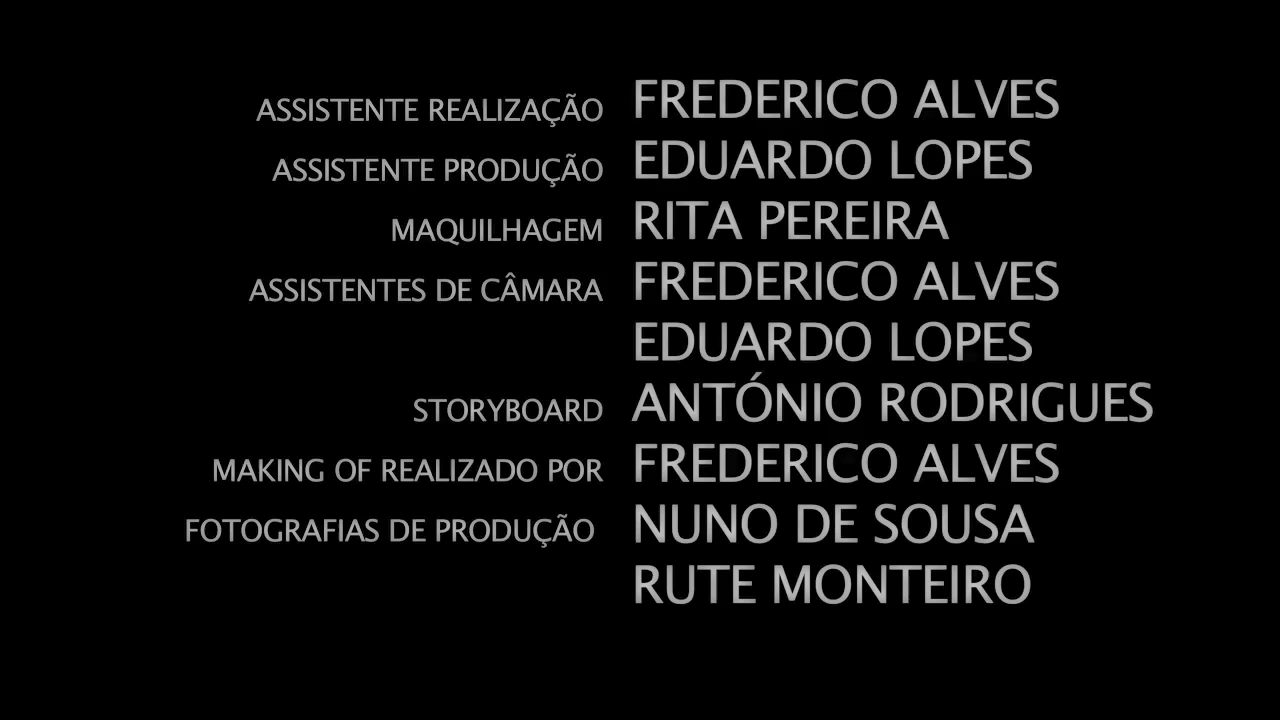 ASSISTENTE REALIZAÇÃO FREDERICO ALVES
ASSISTENTE PRODUÇÃO EDUARDO LOPES
MAQUILHAGEM RITA PEREIRA
ASSISTENTES DE CÂMARA FREDERICO ALVES
EDUARDO LOPES
STORYBOARD ANTÓNIO RODRIGUES
MAKING OF REALIZADO POR FREDERICO ALVES
FOTOGRAFIAS DE PRODUÇÃO NUNO DE SOUSA
RUTE MONTEIRO